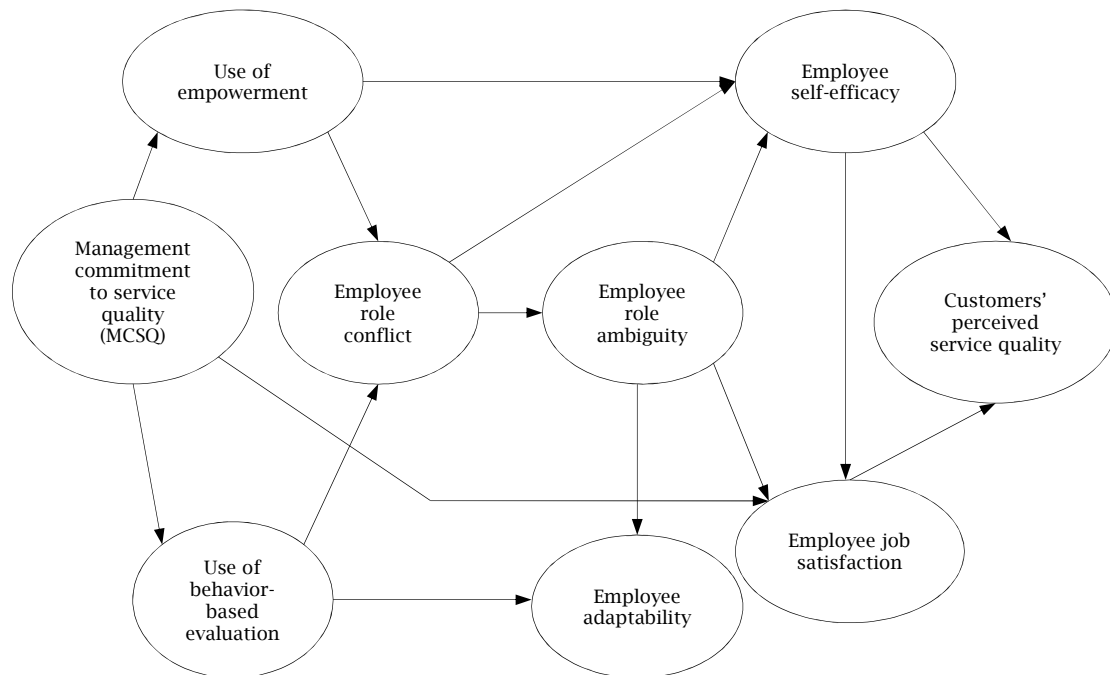 Use of
empowerment
Employee
self-efficacy
Management
commitment
to service
quality
(MCSQ)
Employee
role
conflict
Employee
role
ambiguity
Customers’
perceived
service quality
Use of
behavior-
based
evaluation
Employee
adaptability
Employee job
satisfaction